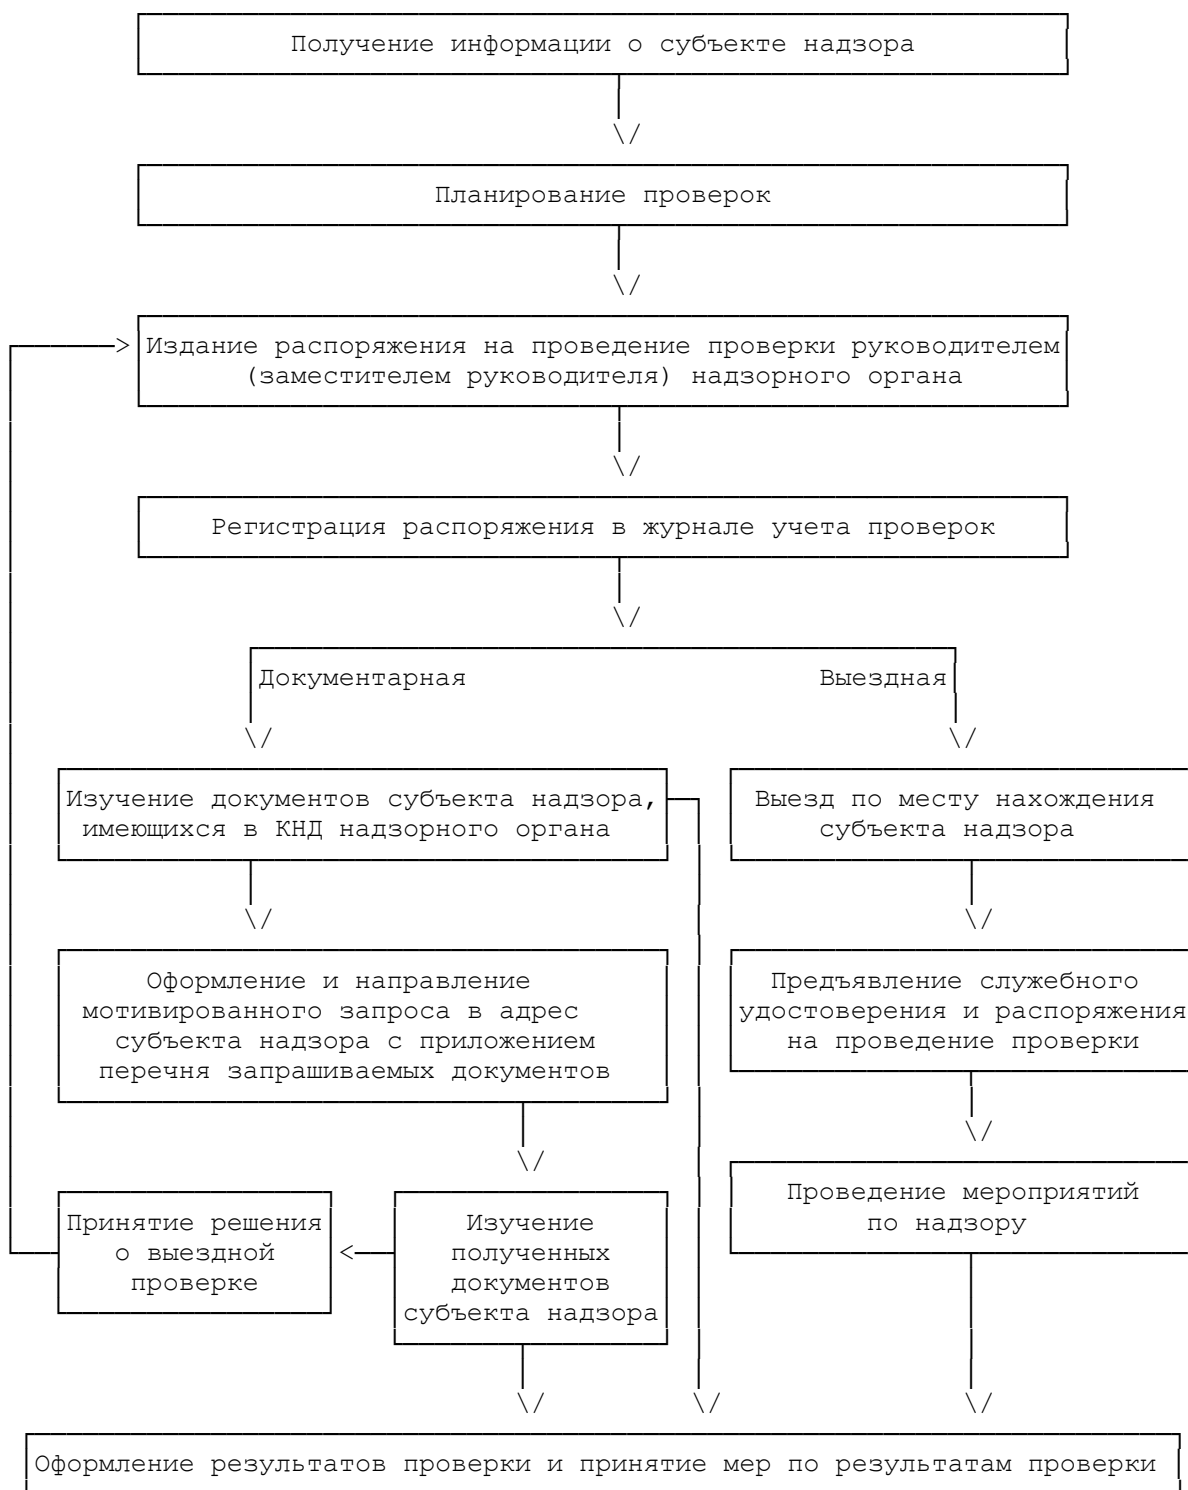 Получение информации о субъекте надзора
Планирование проверок
Издание распоряжения на проведение проверки руководителем
(заместителем руководителя) надзорного органа
Регистрация распоряжения в журнале учета проверок
Документарная
Выездная
Изучение документов субъекта надзора,
имеющихся в КНД надзорного органа
Выезд по месту нахождения
субъекта надзора
Оформление и направление
мотивированного запроса в адрес
субъекта надзора с приложением
перечня запрашиваемых документов
Предъявление служебного
удостоверения и распоряжения
на проведение проверки
Принятие решения
о выездной
проверке
Изучение
полученных
документов
субъекта надзора
Проведение мероприятий
по надзору
Оформление результатов проверки и принятие мер по результатам проверки